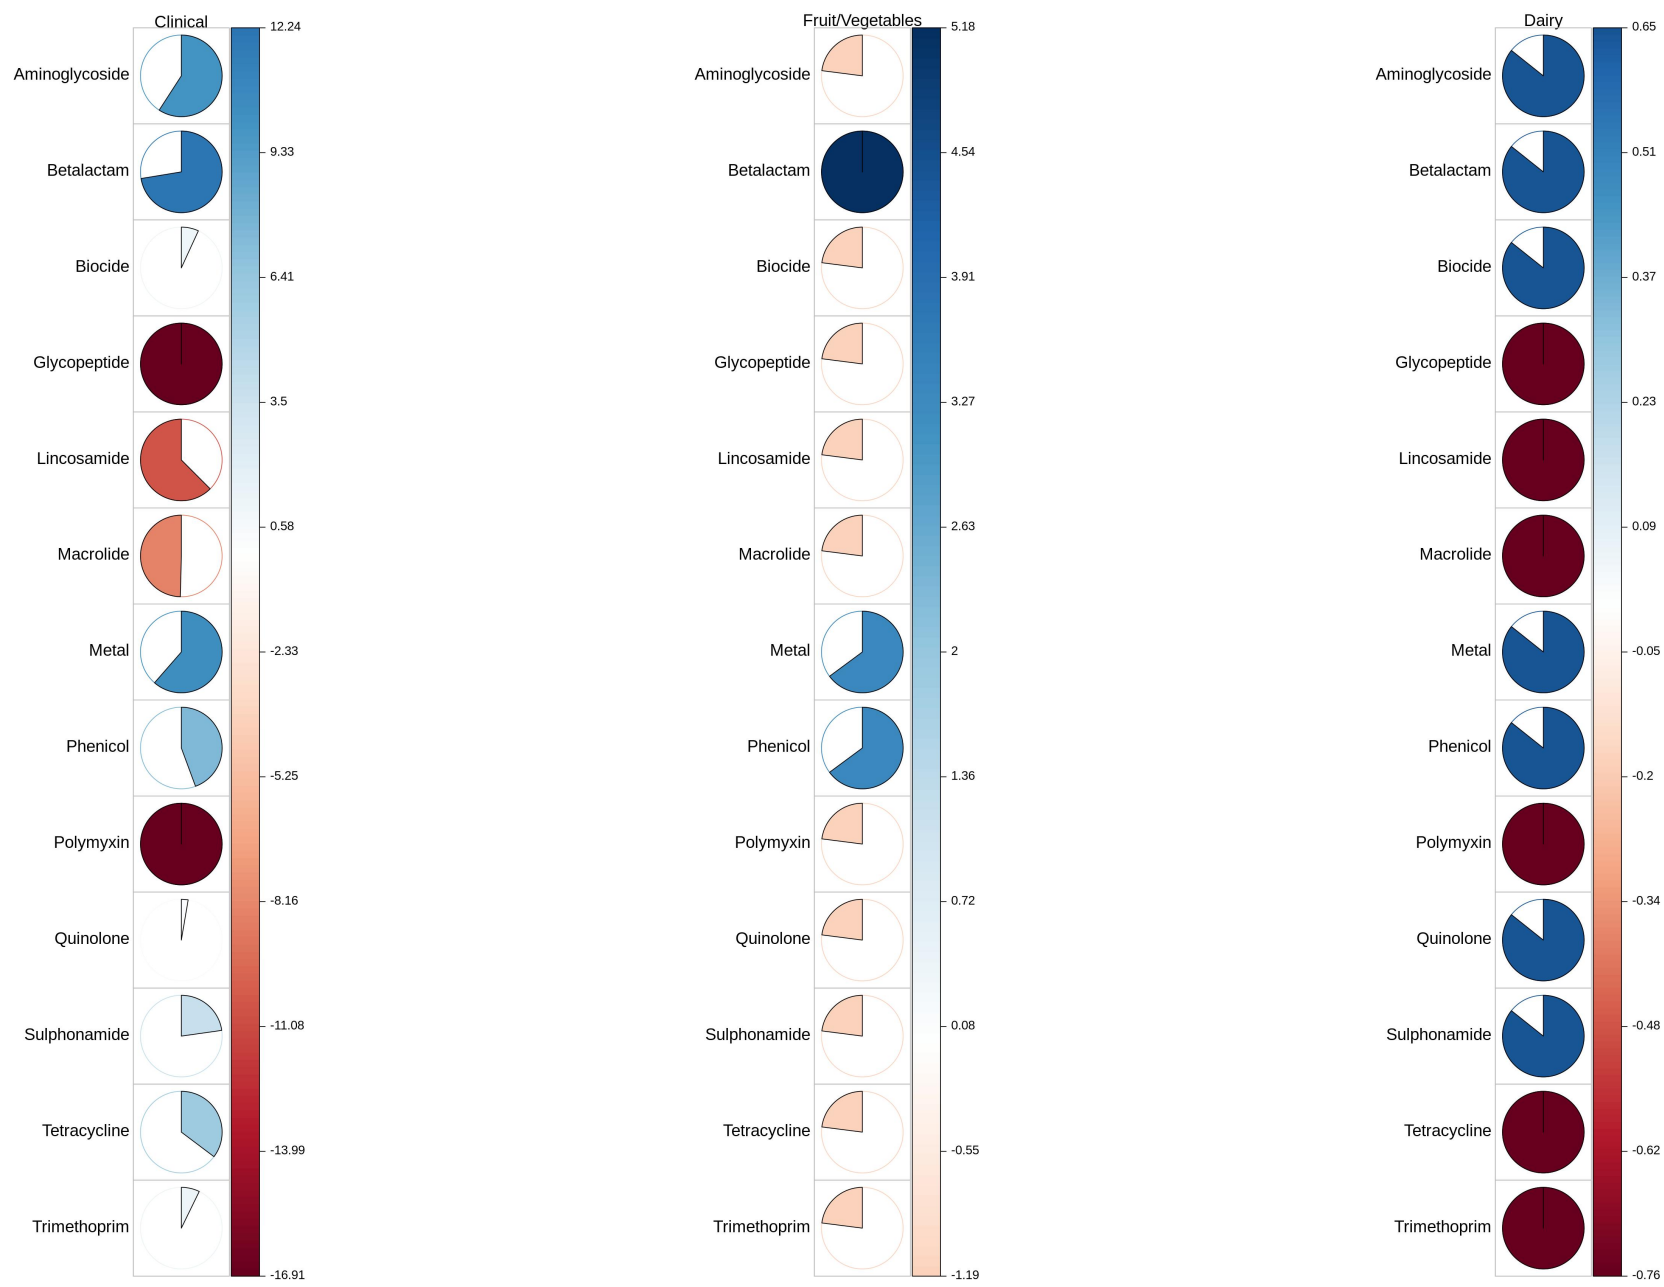 Clinical
Aminoglycoside
Betalactam
Biocide
Glycopeptide
Lincosamide
Macrolide
Metal
Phenicol
Polymyxin
Quinolone
Sulphonamide
Tetracycline
Trimethoprim
12.24
9.33
6.41
3.5
0.58
-2.33
-5.25
-8.16
-11.08
-13.99
-16.91
Fruit/Vegetables
Aminoglycoside
Betalactam
Biocide
Glycopeptide
Lincosamide
Macrolide
Metal
Phenicol
Polymyxin
Quinolone
Sulphonamide
Tetracycline
Trimethoprim
5.18
4.54
3.91
3.27
2.63
2
1.36
0.72
0.08
-0.55
-1.19
Dairy
Aminoglycoside
Betalactam
Biocide
Glycopeptide
Lincosamide
Macrolide
Metal
Phenicol
Polymyxin
Quinolone
Sulphonamide
Tetracycline
Trimethoprim
0.65
0.51
0.37
0.23
0.09
-0.05
-0.2
-0.34
-0.48
-0.62
-0.76